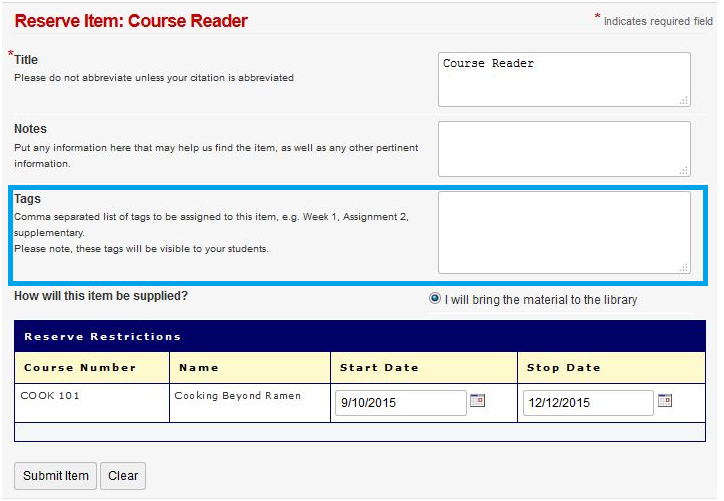 Reserve Item: Course Reader
* Indicates required field
*Title
Please do not abbreviate unless your citation is abbreviated
Course Reader
Notes
Put any information here that may help us find the item, as well as any other pertinent
information.
Tags
Comma separated list of tags to be assigned to this item, e.g. Week 1, Assignment 2,
supplementary.
Please note, these tags will be visible to your students.
How will this item be supplied?
I will bring the material to the library
Reserve Restrictions
Course Number Name Start Date Stop Date
COOK 101 Cooking Beyond Ramen 9/10/2015 12/12/2015
Submit Item Clear